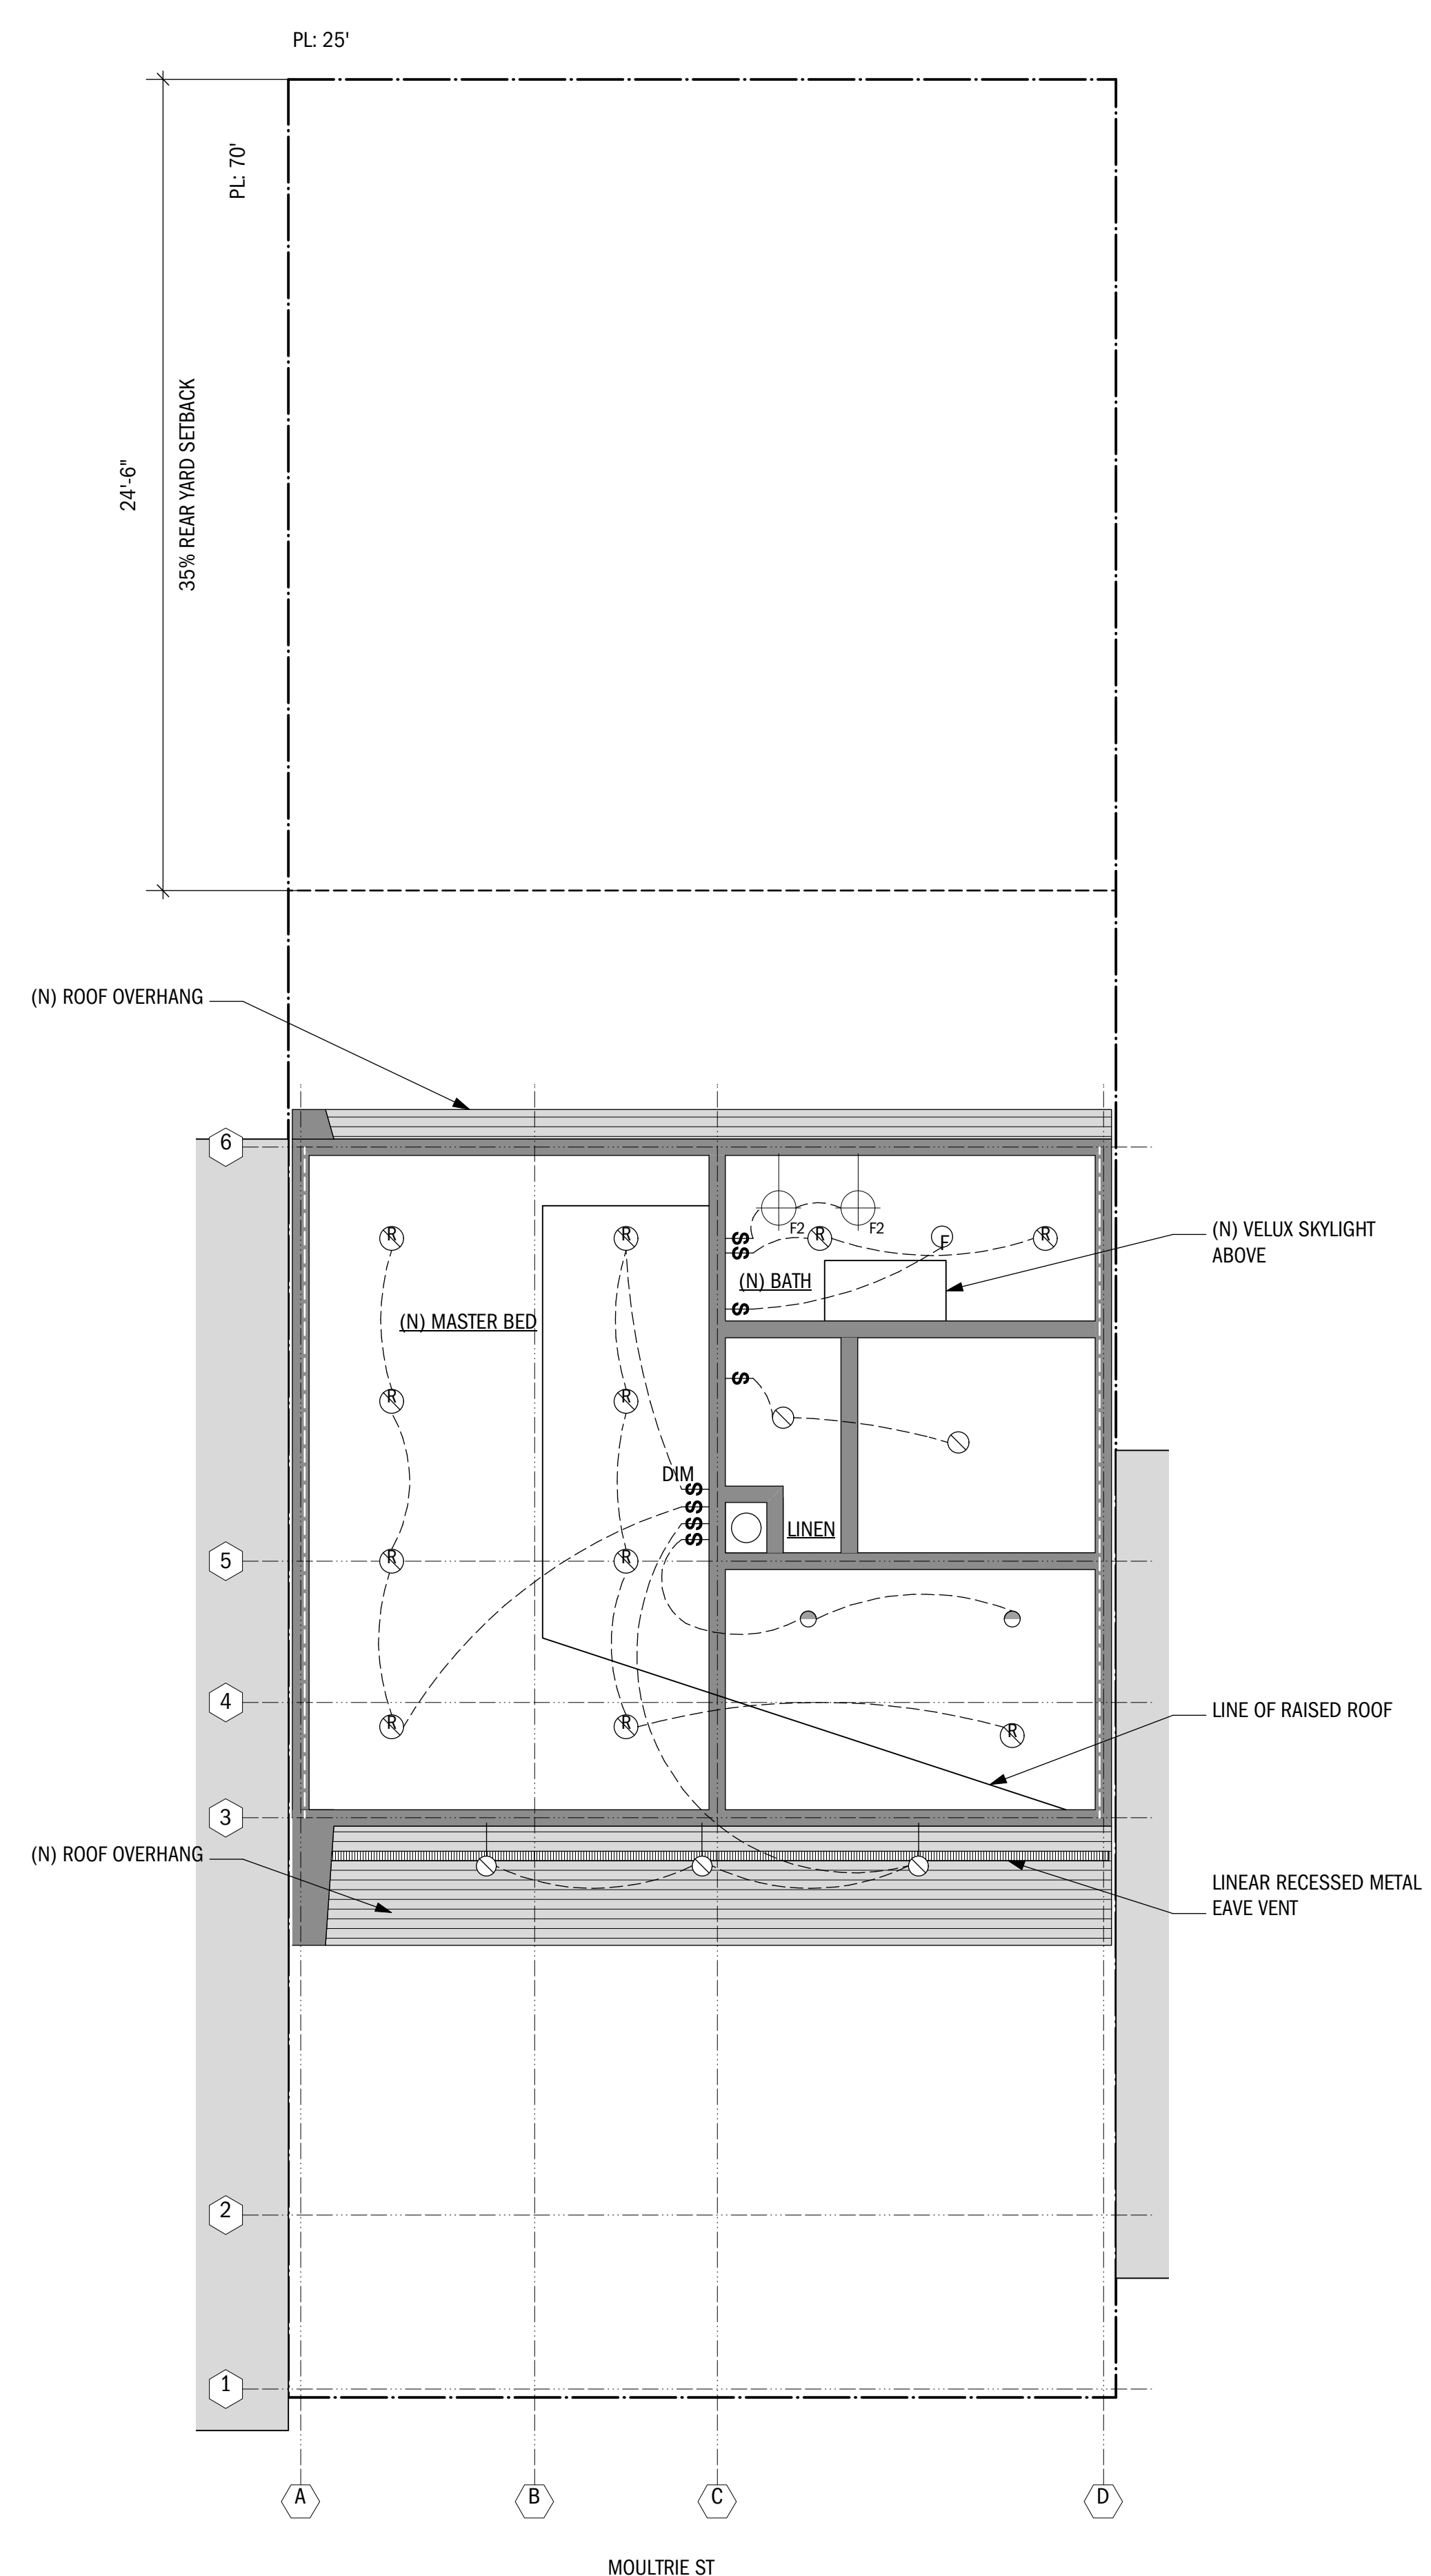 PL: 25'
PL: 70'
35% REAR YARD SETBACK
24'-6"
(N) ROOF OVERHANG
6
F2
F2
R
R
S
S
R
F
R
(N) VELUX SKYLIGHT
ABOVE
(N) BATH
S
(N) MASTER BED
S
R
R
DIM
S
S
S
S
LINEN
5
R
R
4
LINE OF RAISED ROOF
R
R
R
3
(N) ROOF OVERHANG
LINEAR RECESSED METAL
EAVE VENT
2
1
A
B
C
D
MOULTRIE ST